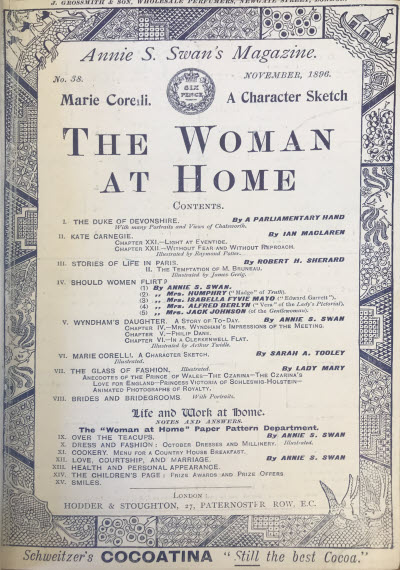 J. GROSSMITH & SON, WHOLESALE PERFUMERS, NEWGATE STREET, LONDON.
Annie S. Swan's Magazine.
No. 38.
SIX PENCE
NOVEMBER, 1896.
Marie Corelli. A Character Sketch
THE WOMAN
AT HOME
CONTENTS.
I. THE DUKE OF DEVONSHIRE. By A PARLIAMENTARY HAND
With many Portraits and Views of Chatsworth.
II. KATE CARNEGIE. By IAN MACLAREN
CHAPTER XXI.—LIGHT AT EVENTIDE.
CHAPTER XXII.—WITHOUT FEAR AND WITHOUT REPROACH.
Illustrated by Raymond Potter.
III. STORIES OF LIFE IN PARIS. By ROBERT H. SHERARD
II. THE TEMPTATION OF M. BRUNEAU.
Illustrated by James Greig.
IV. SHOULD WOMEN FLIRT?
(1) By ANNIE S. SWAN.
(2) „ Mrs. HUMPHRY ("Madge" of Truth).
(3) „ Mrs. ISABELLA FYVIE MAYO ("Edward Garrett").
(4) „ Mrs. ALFRED BERLYN ("Vera" of the Lady's Pictorial).
(5) „ Mrs. JACK JOHNSON (of the Gentlewoman).
V. WYNDHAM'S DAUGHTER. A STORY OF TO-DAY. By ANNIE S. SWAN
CHAPTER IV.—MRS. WYNDHAM'S IMPRESSIONS OF THE MEETING.
CHAPTER V.—PHILIP DANN.
CHAPTER VI.—IN A CLERKENWELL FLAT.
Illustrated by Arthur Twidle.
VI. MARIE CORELLI. A CHARACTER SKETCH. By SARAH A. TOOLEY
Illustrated.
VII. THE GLASS OF FASHION. Illustrated. By LADY MARY
ANECDOTES OF THE PRINCE OF WALES—THE CZARINA—THE CZARINA'S
LOVE FOR ENGLAND—PRINCESS VICTORIA OF SCHLESWIG-HOLSTEIN—
ANIMATED PHOTOGRAPHS OF ROYALTY.
VIII. BRIDES AND BRIDEGROOMS. With Portraits.
Life and Work at Home.
NOTES AND ANSWERS.
The "Woman at Home" Paper Pattern Department.
IX. OVER THE TEACUPS. By ANNIE S. SWAN
X. DRESS AND FASHION: OCTOBER DRESSES AND MILLINERY. Illustrated.
XI. COOKERY. MENU FOR A COUNTRY HOUSE BREAKFAST.
XII. LOVE, COURTSHIP, AND MARRIAGE. By ANNIE S. SWAN
XIII. HEALTH AND PERSONAL APPEARANCE.
XIV. THE CHILDREN'S PAGE: PRIZE AWARDS AND PRIZE OFFERS
XV. SMILES.
LONDON:
HODDER & STOUGHTON, 27, PATERNOSTER ROW, E.C.
Schweitzer's COCOATINA "Still the best Cocoa."